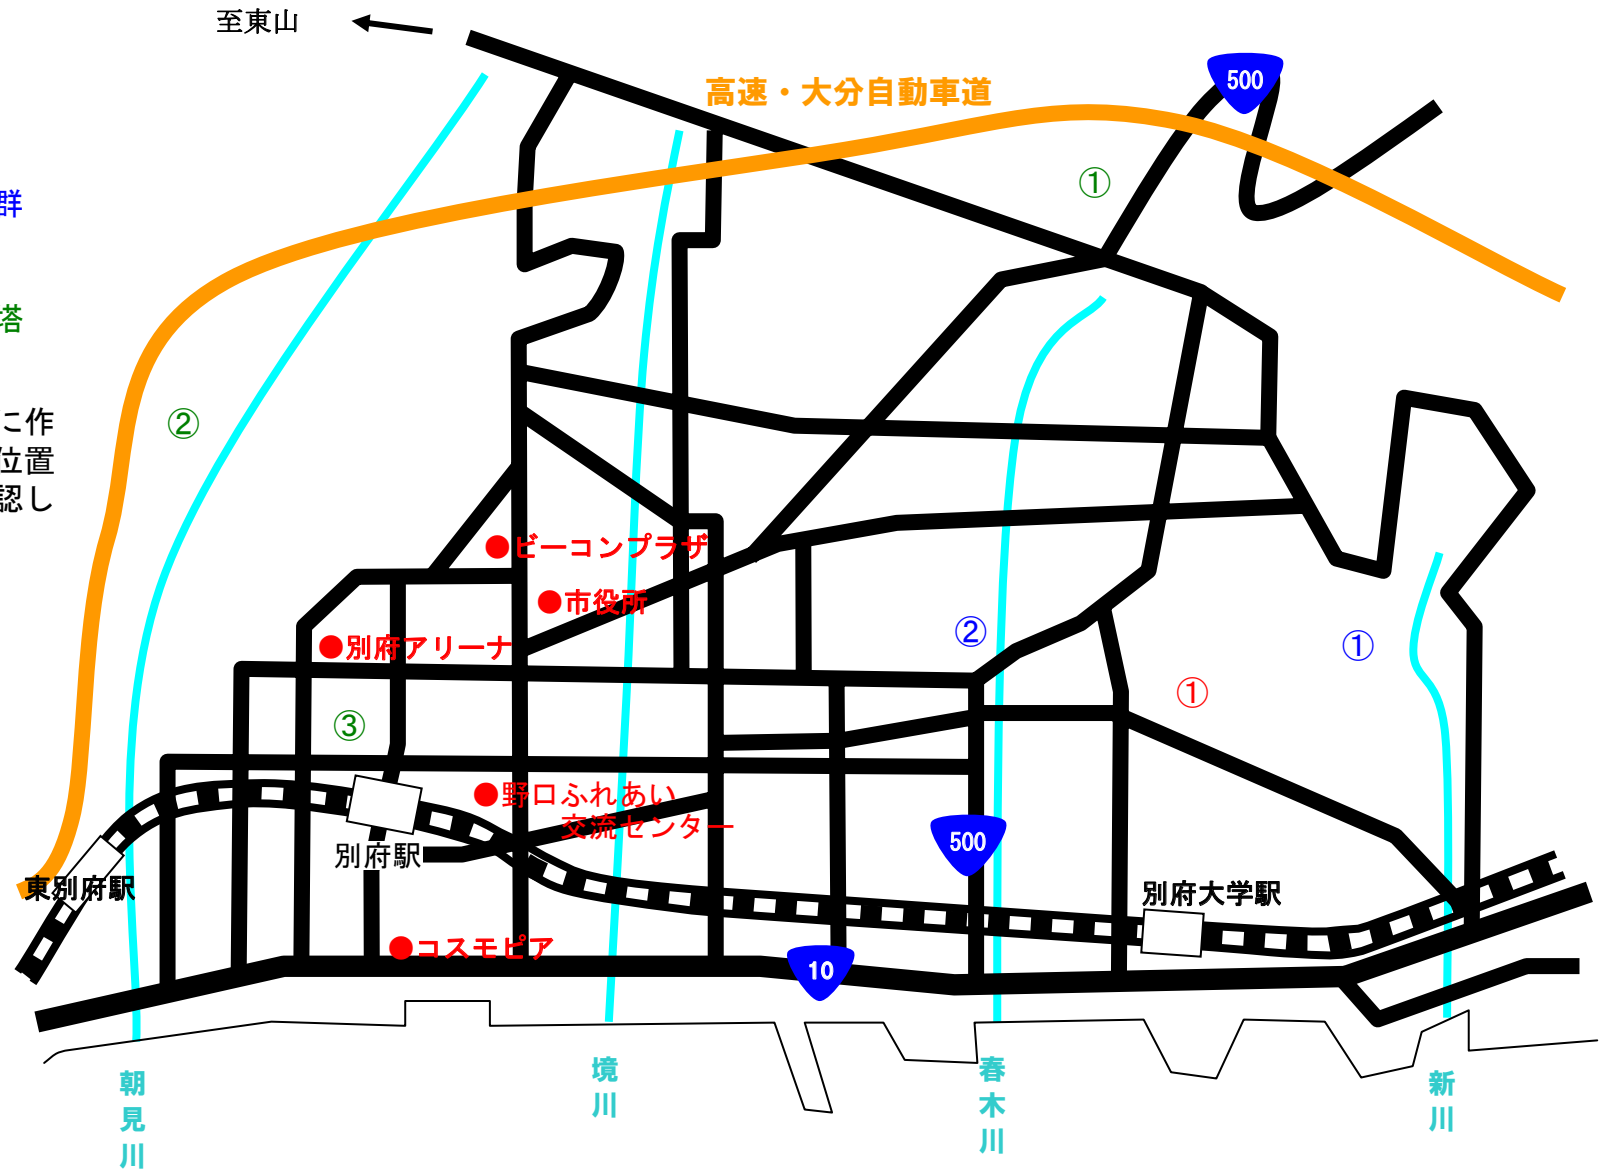 至東山
500
高速・大分自動車道
①
群
塔
②
に作
位置
認し
●ビーコンプラザ
●市役所
②
①
●別府アリーナ
①
③
●野口ふれあい
交流センター
500
別府駅
東別府駅
別府大学駅
●コスモピア
10
朝見川
境川
春木川
新川